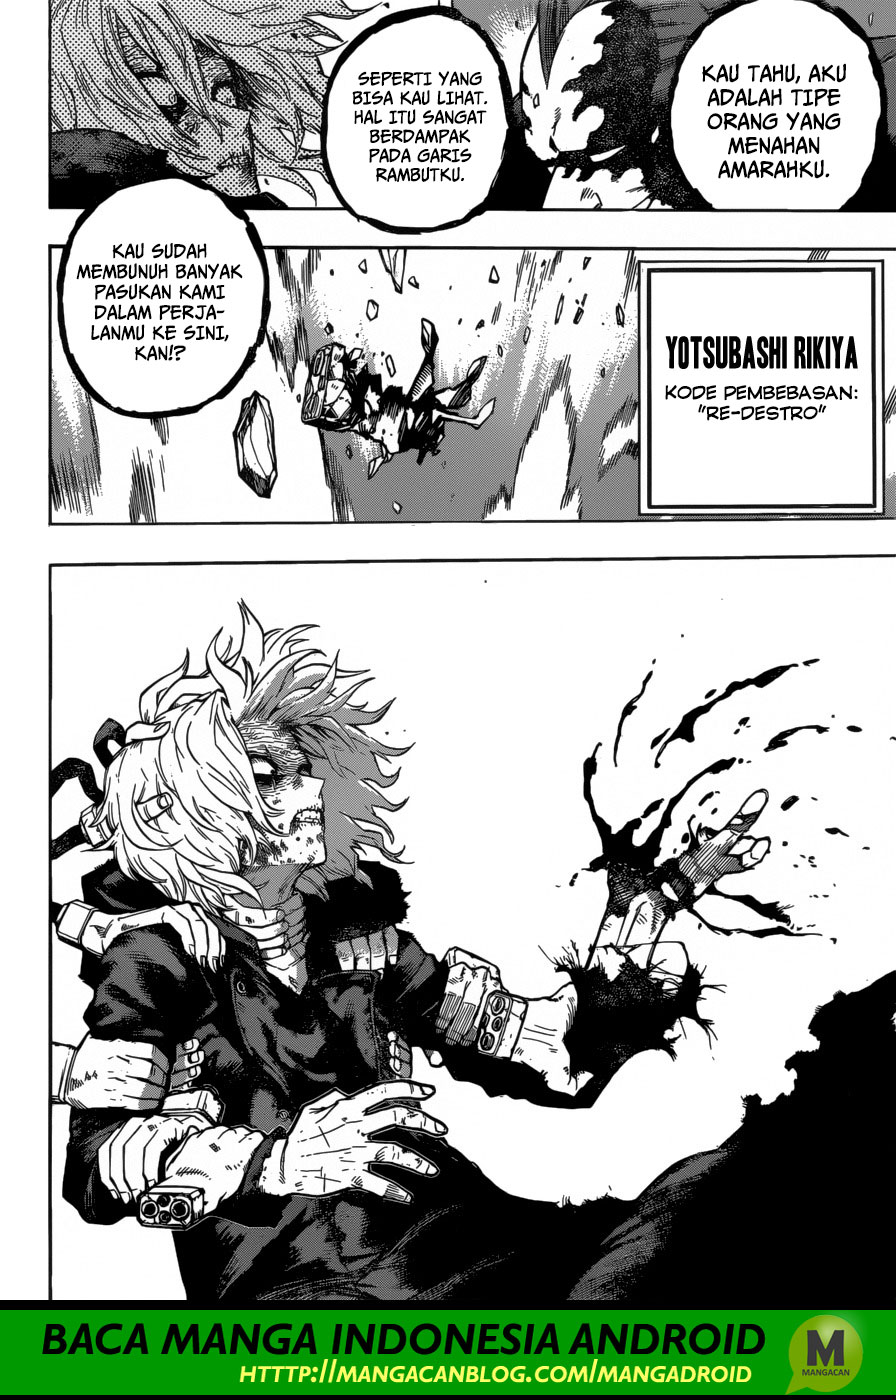 KAU TAHU, AKU
ADALAH TIPE
ORANG YANG
MENAHAN
AMARAHKU.
SEPERTI YANG
BISA KAU LIHAT.
HAL ITU SANGAT
BERDAMPAK
PADA GARIS
RAMBUTKU.
YOTSUBASHI RIKIYA
KODE PEMBEBASAN:
"RE-DESTRO"
KAU SUDAH
MEMBUNUH BANYAK
PASUKAN KAMI
DALAM PERJA-
LANMU KE SINI,
KAN!?
BACA MANGA INDONESIA ANDROID
HTTTP://MANGACANBLOG.COM/MANGADROID
M
MANGACAN